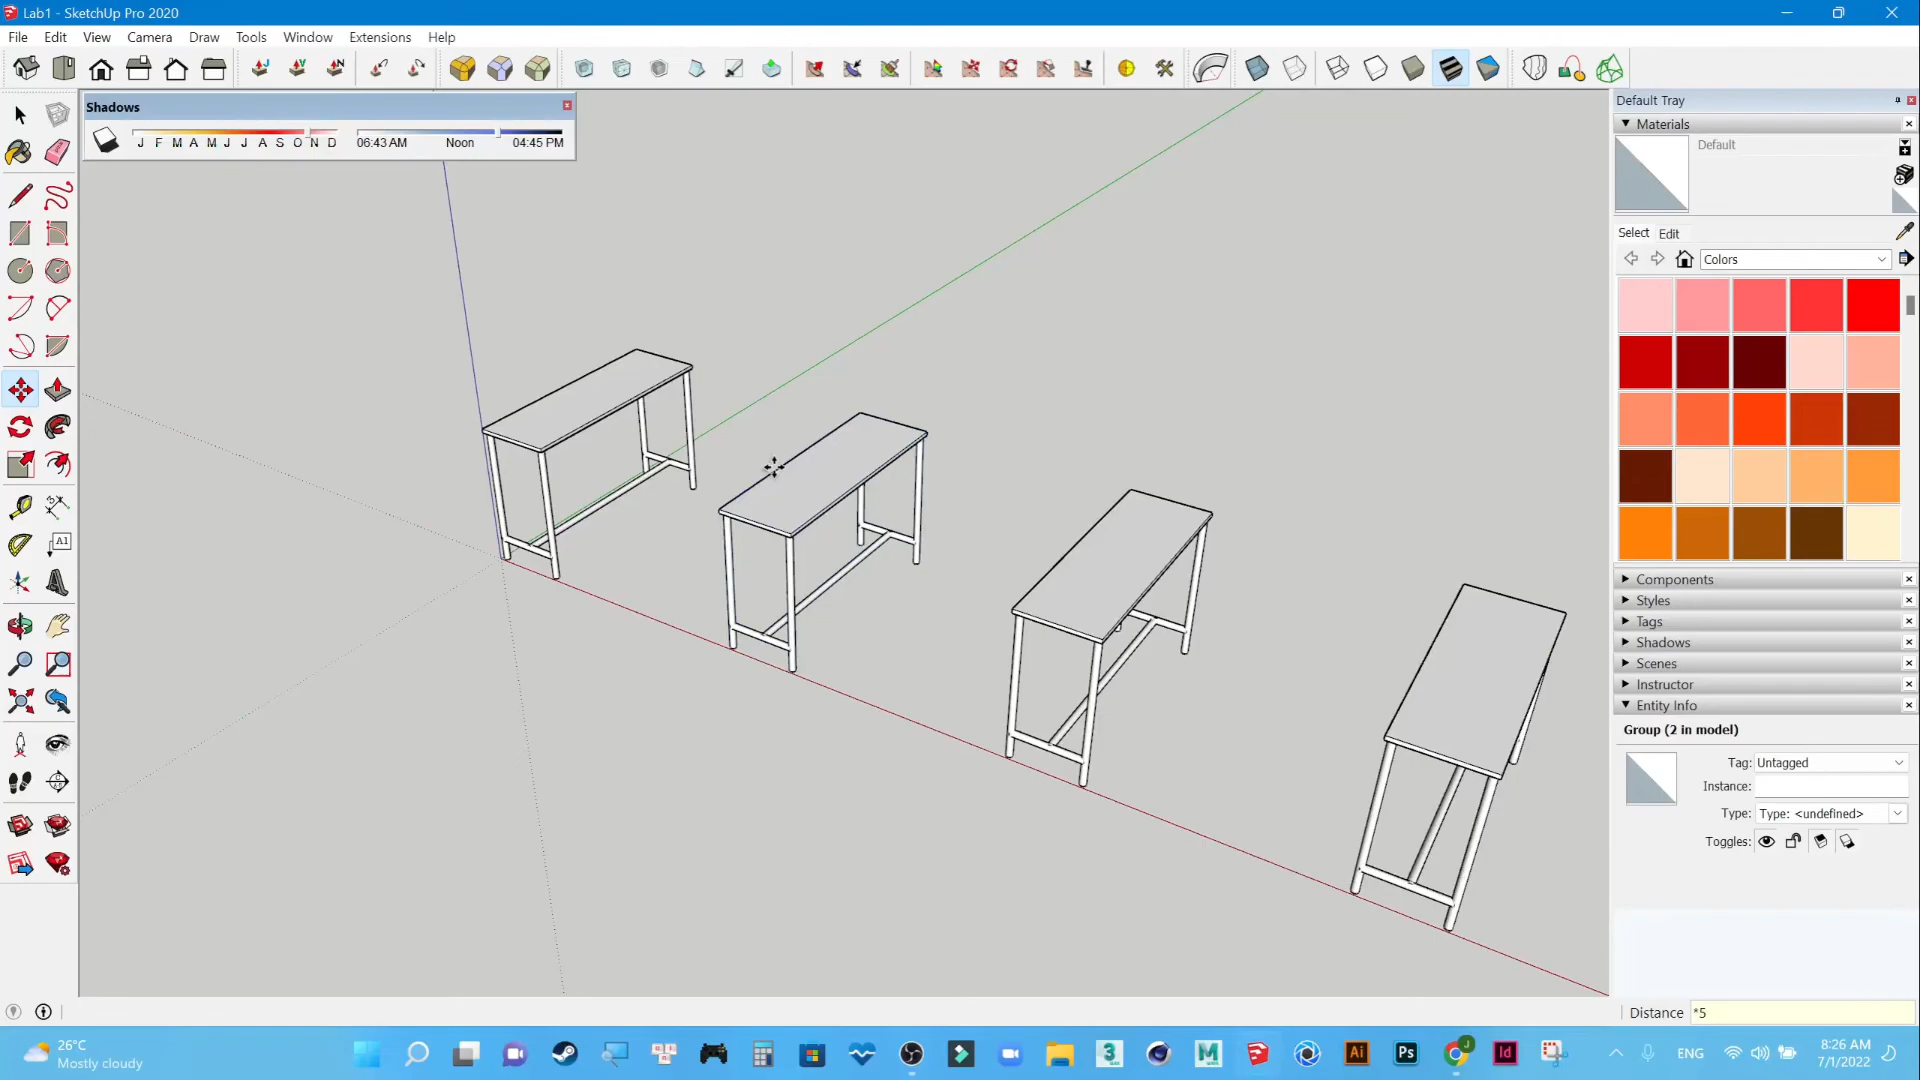 Lab1 - SketchUp Pro 2020
File Edit View Camera Draw Tools Window Extensions Help
Shadows
J F M A M J J A S O N D 06:43 AM Noon 04:45 PM
Default Tray
Materials
Default
Select Edit
Colors
Components
Styles
Tags
Shadows
Scenes
Instructor
Entity Info
Group (2 in model)
Tag: Untagged
Instance:
Type: Type: <undefined>
Toggles:
Distance *5
26°C
Mostly cloudy
ENG
8:26 AM
7/1/2022